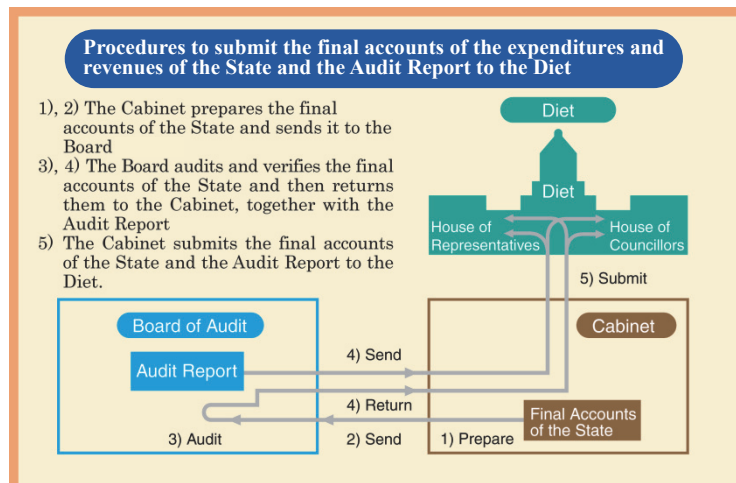 Procedures to submit the final accounts of the expenditures and
revenues of the State and the Audit Report to the Diet
1), 2) The Cabinet prepares the final
accounts of the State and sends it to the
Board
3), 4) The Board audits and verifies the final
accounts of the State and then returns
them to the Cabinet, together with the
Audit Report
5) The Cabinet submits the final accounts
of the State and the Audit Report to the
Diet.
Diet
Diet
House of
Representatives
House of
Councillors
5) Submit
Board of Audit
Cabinet
Audit Report
4) Send
4) Return
Final Accounts
of the State
3) Audit
2) Send
1) Prepare